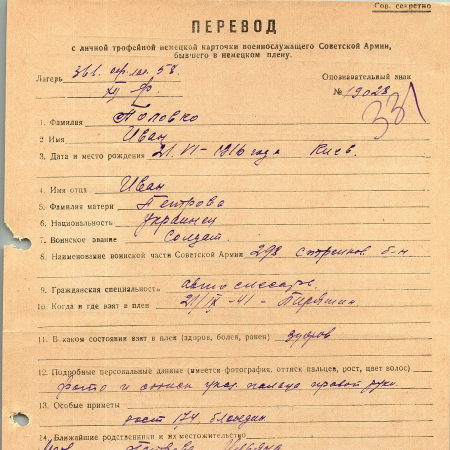 Сов. секретно
ПЕРЕВОД
с личной трофейной немецкой карточки военнослужащего Советской Армии,
бывшего в немецком плену.
Лагерь 361.
Опознавательный знак
№ 19028
331
1. Фамилия Половко
2. Имя Иван
3. Дата и место рождения 21. VI – 1916 года Киев.
4. Имя отца Иван
5. Фамилия матери Петрова
6. Национальность Украинец
7. Воинское звание Солдат.
8. Наименование воинской части Советской Армии 298 стрелков. б-н
9. Гражданская специальность авто слесарь.
10. Когда и где взят в плен 21/IX – 41 – Пирятин
11. В каком состоянии взят в плен (здоров, болен, ранен) здоров
12. Подробные персональные данные (имеется фотография, оттиск пальцев, рост, цвет волос)
фото и оттиск указ. пальца правой руки.
13. Особые приметы
рост 174, блондин
14. Ближайшие родственники и их местожительство
Петрова